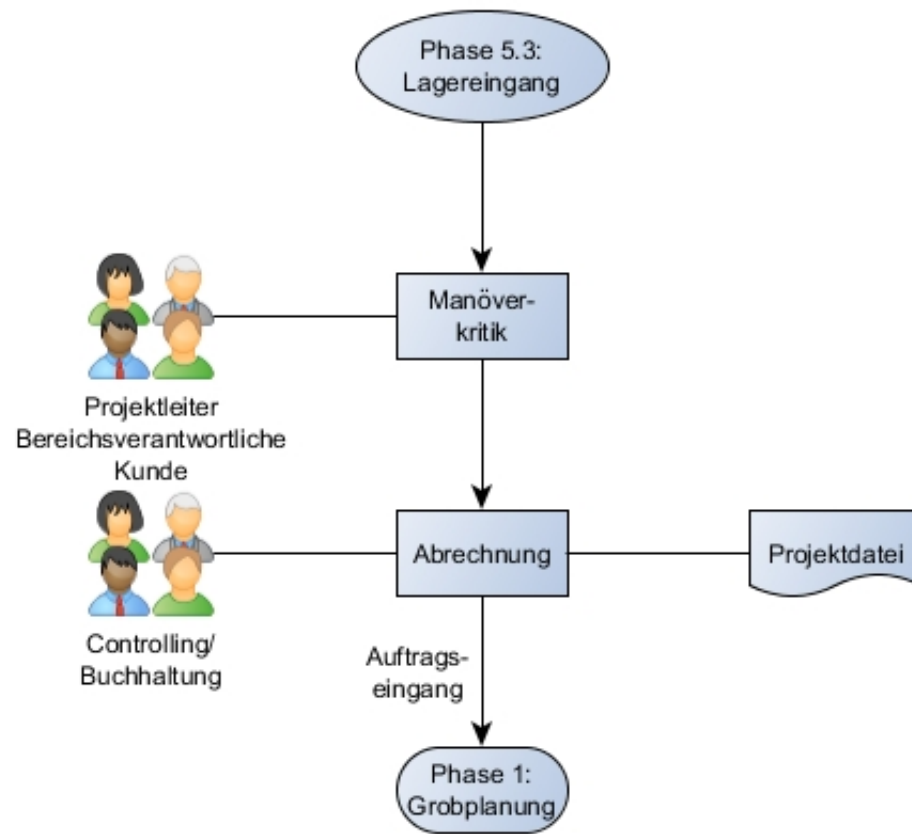 Phase 5.3:
Lagereingang
Manöver-
kritik
Projektleiter
Bereichsverantwortliche
Kunde
Abrechnung
Projektdatei
Controlling/
Buchhaltung
Auftrags-
eingang
Phase 1:
Grobplanung